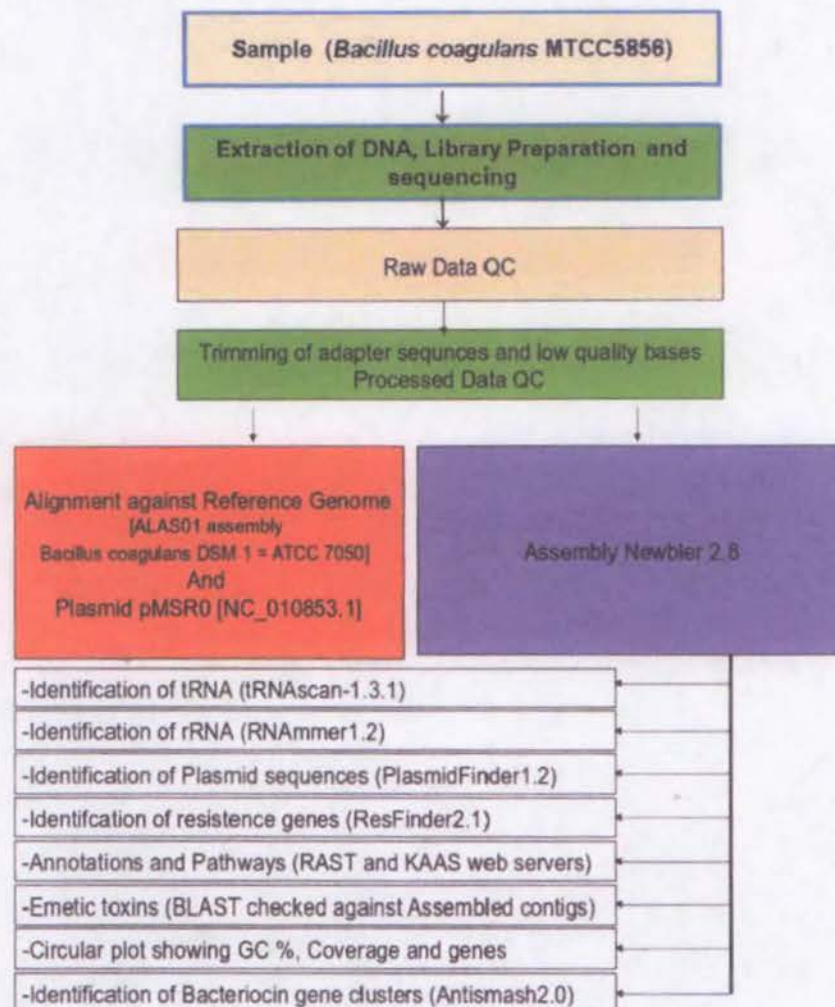 Sample (Bacillus coagulans MTCC5856)
Extraction of DNA, Library Preparation and
sequencing
Raw Data QC
Trimming of adapter sequnces and low quality bases
Processed Data QC
Alignment against Reference Genome
[ALAS01 assembly
Bacillus coagulans DSM 1 = ATCC 7050]
And
Plasmid pMSR0 [NC_010853.1]
Assembly Newbler 2.8
-Identification of tRNA (tRNAscan-1.3.1)
-Identification of rRNA (RNAmmer1.2)
-Identification of Plasmid sequences (PlasmidFinder1.2)
-Identifcation of resistence genes (ResFinder2.1)
-Annotations and Pathways (RAST and KAAS web servers)
-Emetic toxins (BLAST checked against Assembled contigs)
-Circular plot showing GC %, Coverage and genes
-Identification of Bacteriocin gene clusters (Antismash2.0)